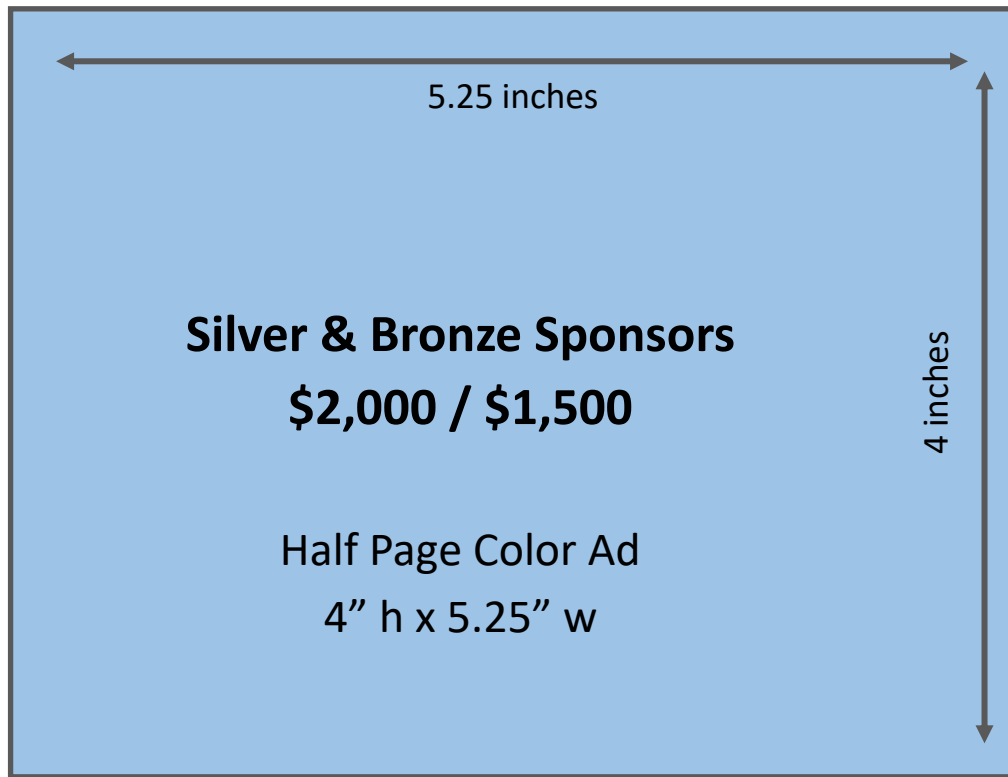 5.25 inches
4 inches
Silver & Bronze Sponsors
$2,000 / $1,500
Half Page Color Ad
4” h x 5.25” w